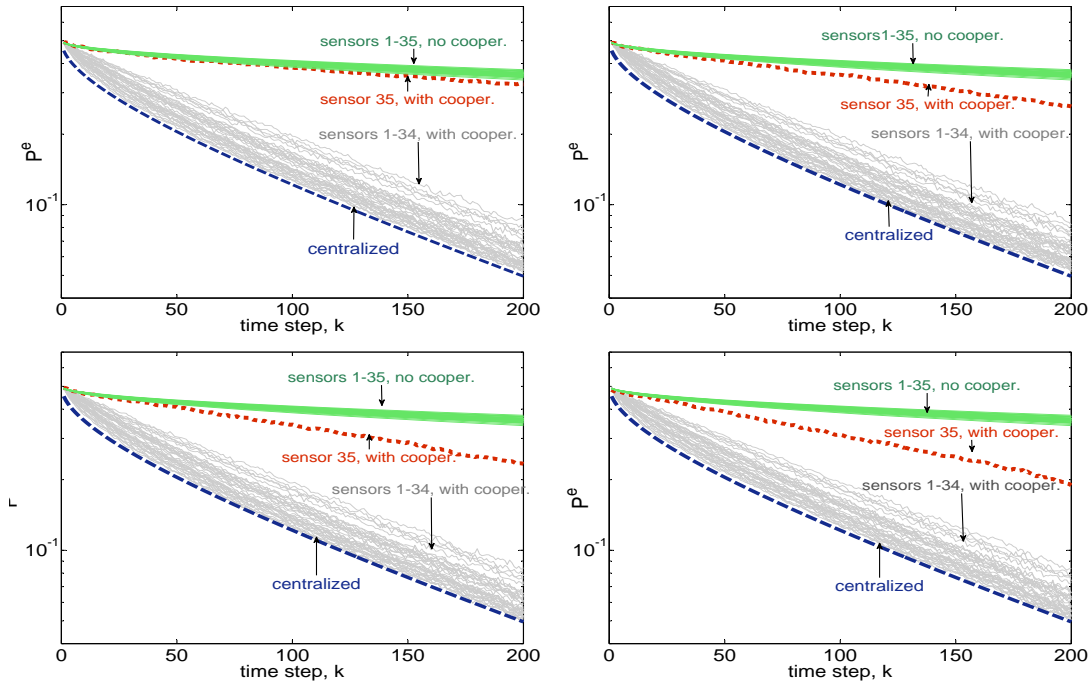 sensors 1-35, no cooper.
sensor 35, with cooper.
sensors 1-34, with cooper.
P^e
10^-1
centralized
0 50 100 150 200
time step, k
sensors1-35, no cooper.
sensor 35, with cooper.
sensors 1-34, with cooper.
P^e
10^-1
centralized
0 50 100 150 200
time step, k
sensors 1-35, no cooper.
sensor 35, with cooper.
sensors 1-34, with cooper.
10^-1
centralized
0 50 100 150 200
time step, k
sensors 1-35, no cooper.
sensor 35, with cooper.
sensors 1-34, with cooper.
P^e
10^-1
centralized
0 50 100 150 200
time step, k